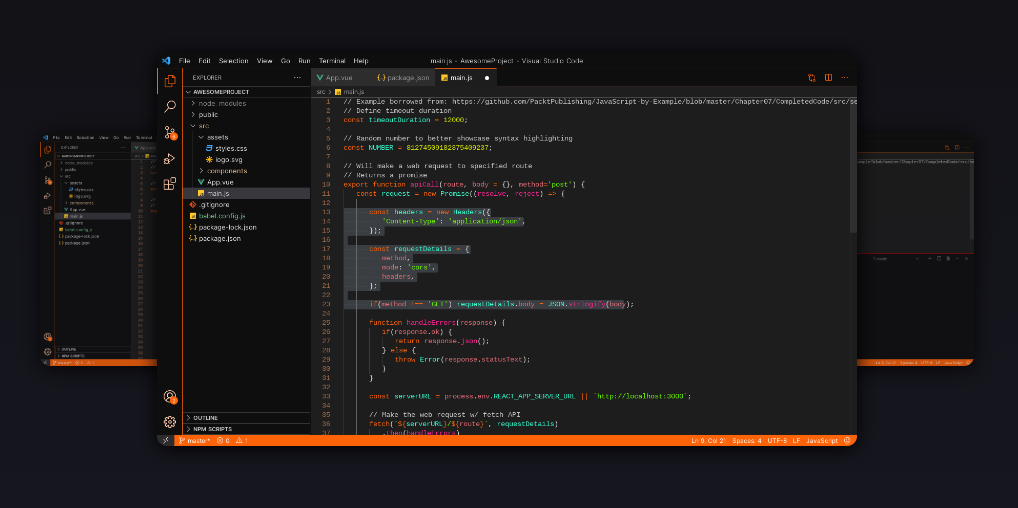 File Edit Selection View Go Run Terminal Help
main.js - AwesomeProject - Visual Studio Code
EXPLORER
AWESOMEPROJECT
node_modules
public
src
assets
styles.css
logo.svg
components
App.vue
main.js
.gitignore
babel.config.js
package-lock.json
package.json
OUTLINE
NPM SCRIPTS
App.vue
package.json
main.js
src > main.js
1 // Example borrowed from: https://github.com/PacktPublishing/JavaScript-by-Example/blob/master/Chapter07/CompletedCode/src/se
2 // Define timeout duration
3 const timeoutDuration = 12000;
4
5 // Random number to better showcase syntax highlighting
6 const NUMBER = 81274509182375409237;
7
8 // Will make a web request to specified route
9 // Returns a promise
10 export function apiCall(route, body = {}, method='post') {
11 const request = new Promise((resolve, reject) => {
12
13 const headers = new Headers({
14 'Content-Type': 'application/json',
15 });
16
17 const requestDetails = {
18 method,
19 mode: 'cors',
20 headers,
21 };
22
23 if(method !== 'GET') requestDetails.body = JSON.stringify(body);
24
25 function handleErrors(response) {
26 if(response.ok) {
27 return response.json();
28 } else {
29 throw Error(response.statusText);
30 }
31 }
32
33 const serverURL = process.env.REACT_APP_SERVER_URL || `http://localhost:3000`;
34
35 // Make the web request w/ fetch API
36 fetch(`${serverURL}/${route}`, requestDetails)
37 .then(handleErrors)
master* 0 1
Ln 9, Col 21 Spaces: 4 UTF-8 LF JavaScript